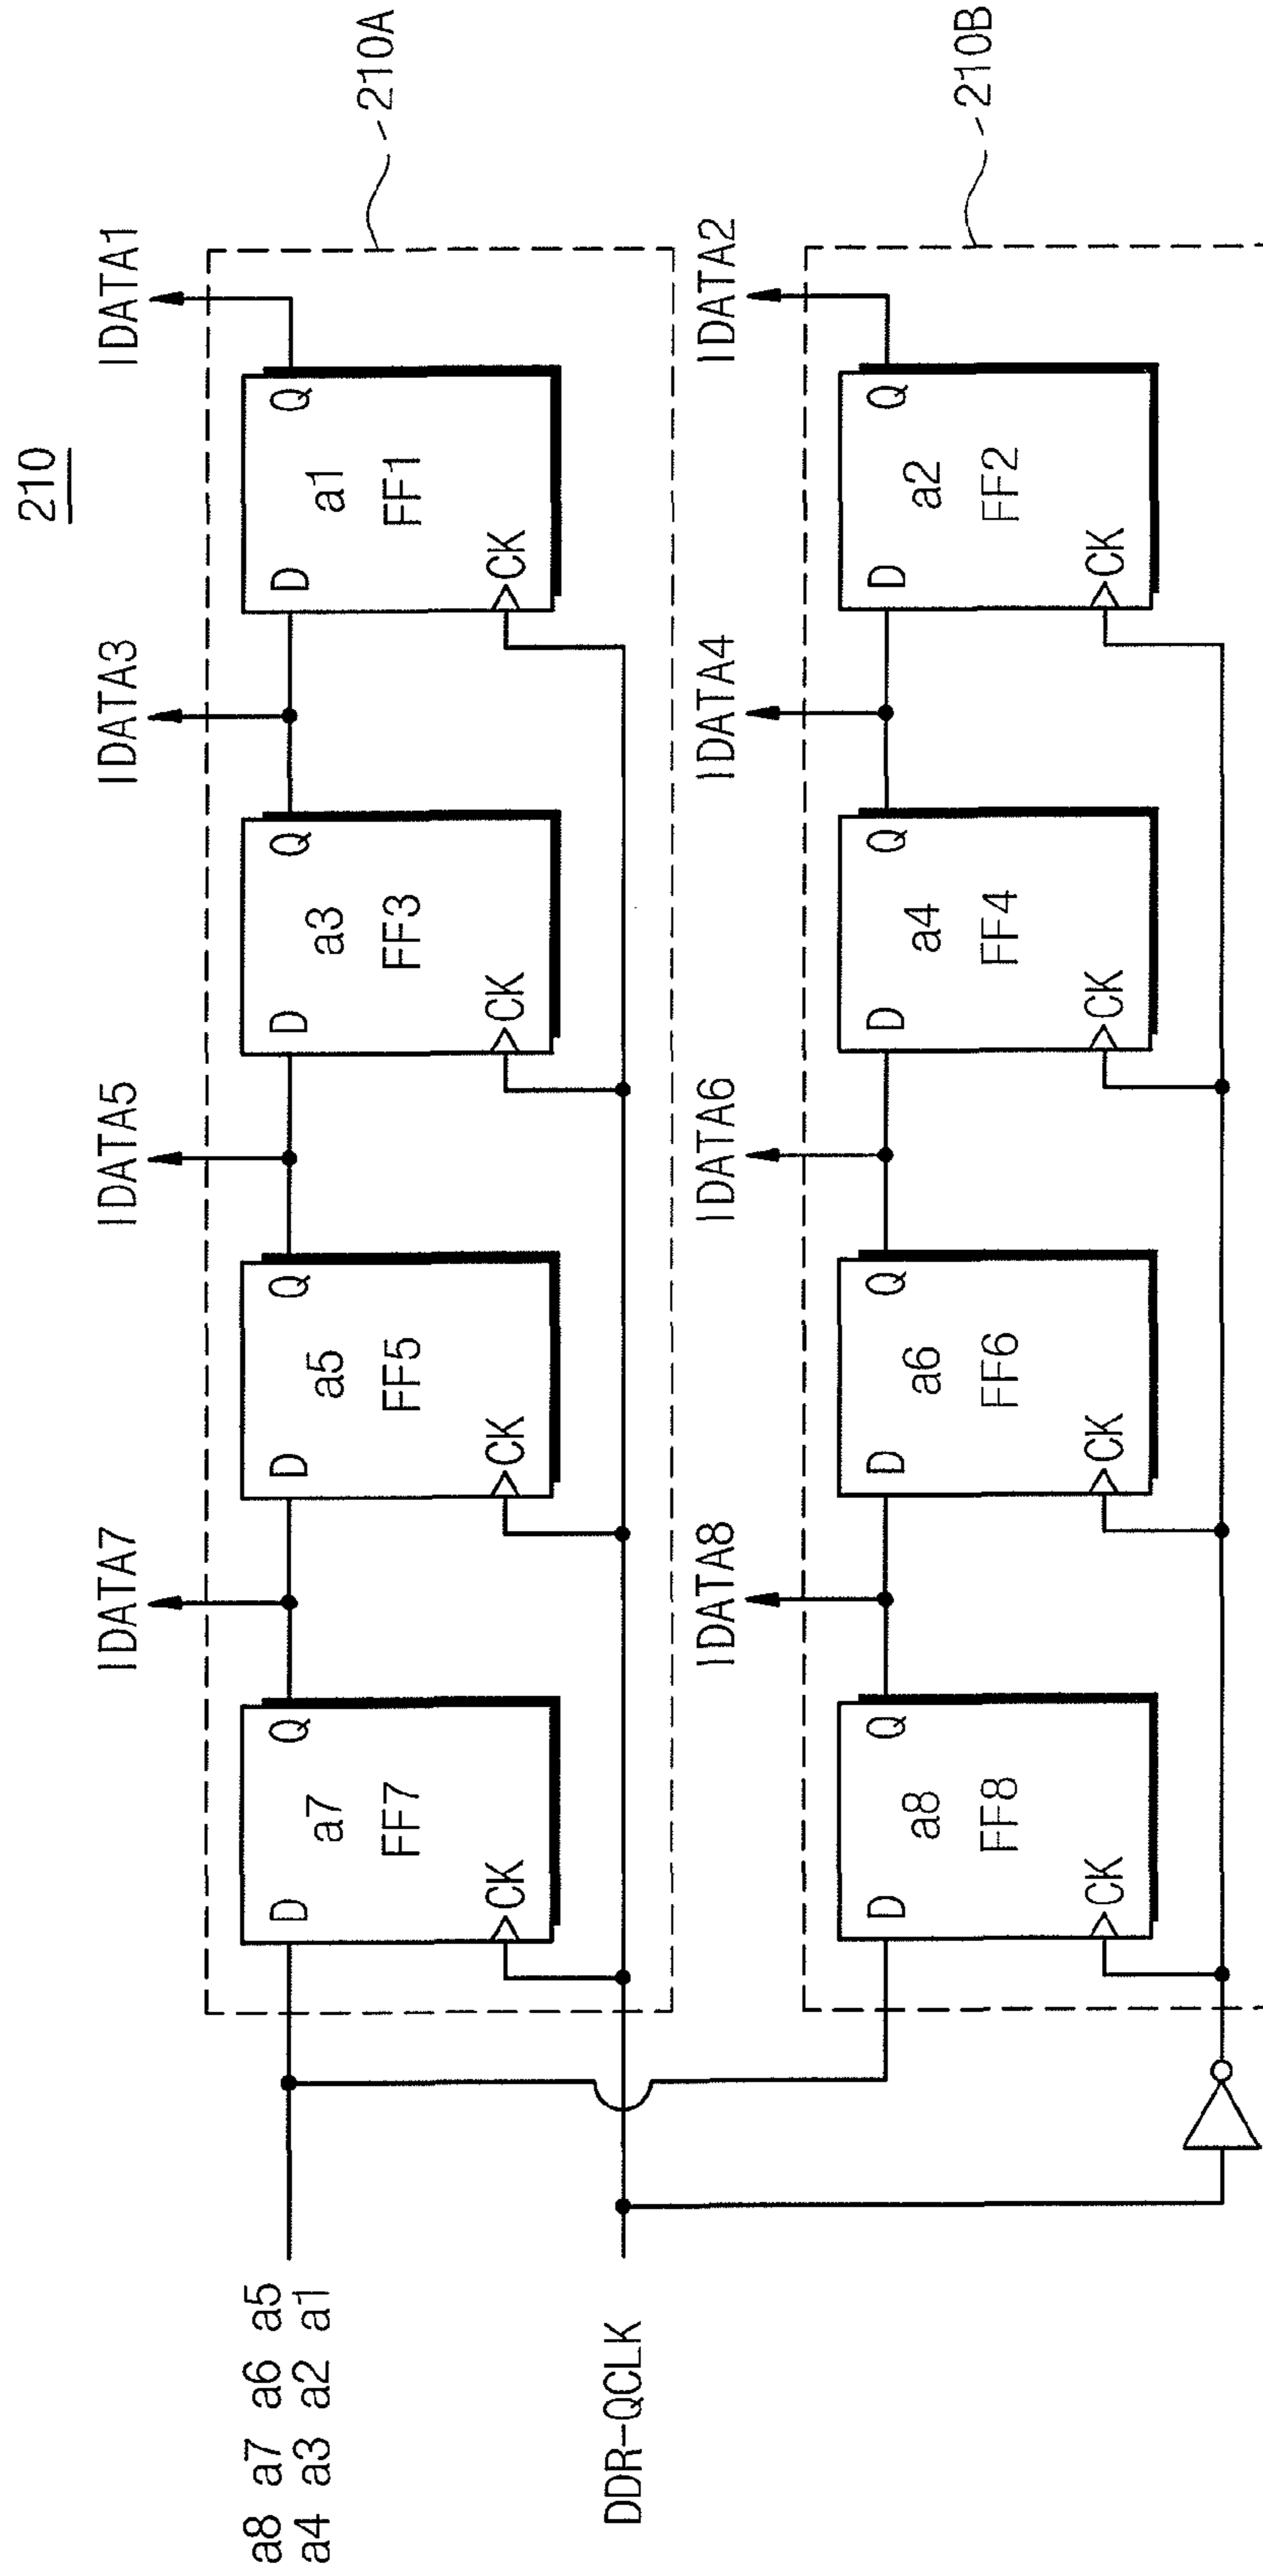 210
IDATA7 IDATA5 IDATA3 IDATA1
210A
a8 a7 a6 a5
a4 a3 a2 a1
D a7 Q D a5 Q D a3 Q D a1 Q
FF7 FF5 FF3 FF1
CK CK CK CK
DDR-QCLK
IDATA8 IDATA6 IDATA4 IDATA2
210B
D a8 Q D a6 Q D a4 Q D a2 Q
FF8 FF6 FF4 FF2
CK CK CK CK